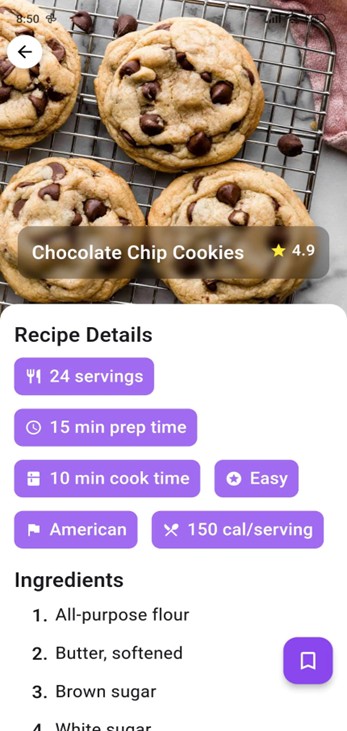 8:50
Chocolate Chip Cookies 4.9
Recipe Details
24 servings
15 min prep time
10 min cook time Easy
American 150 cal/serving
Ingredients
1. All-purpose flour
2. Butter, softened
3. Brown sugar
4. White sugar